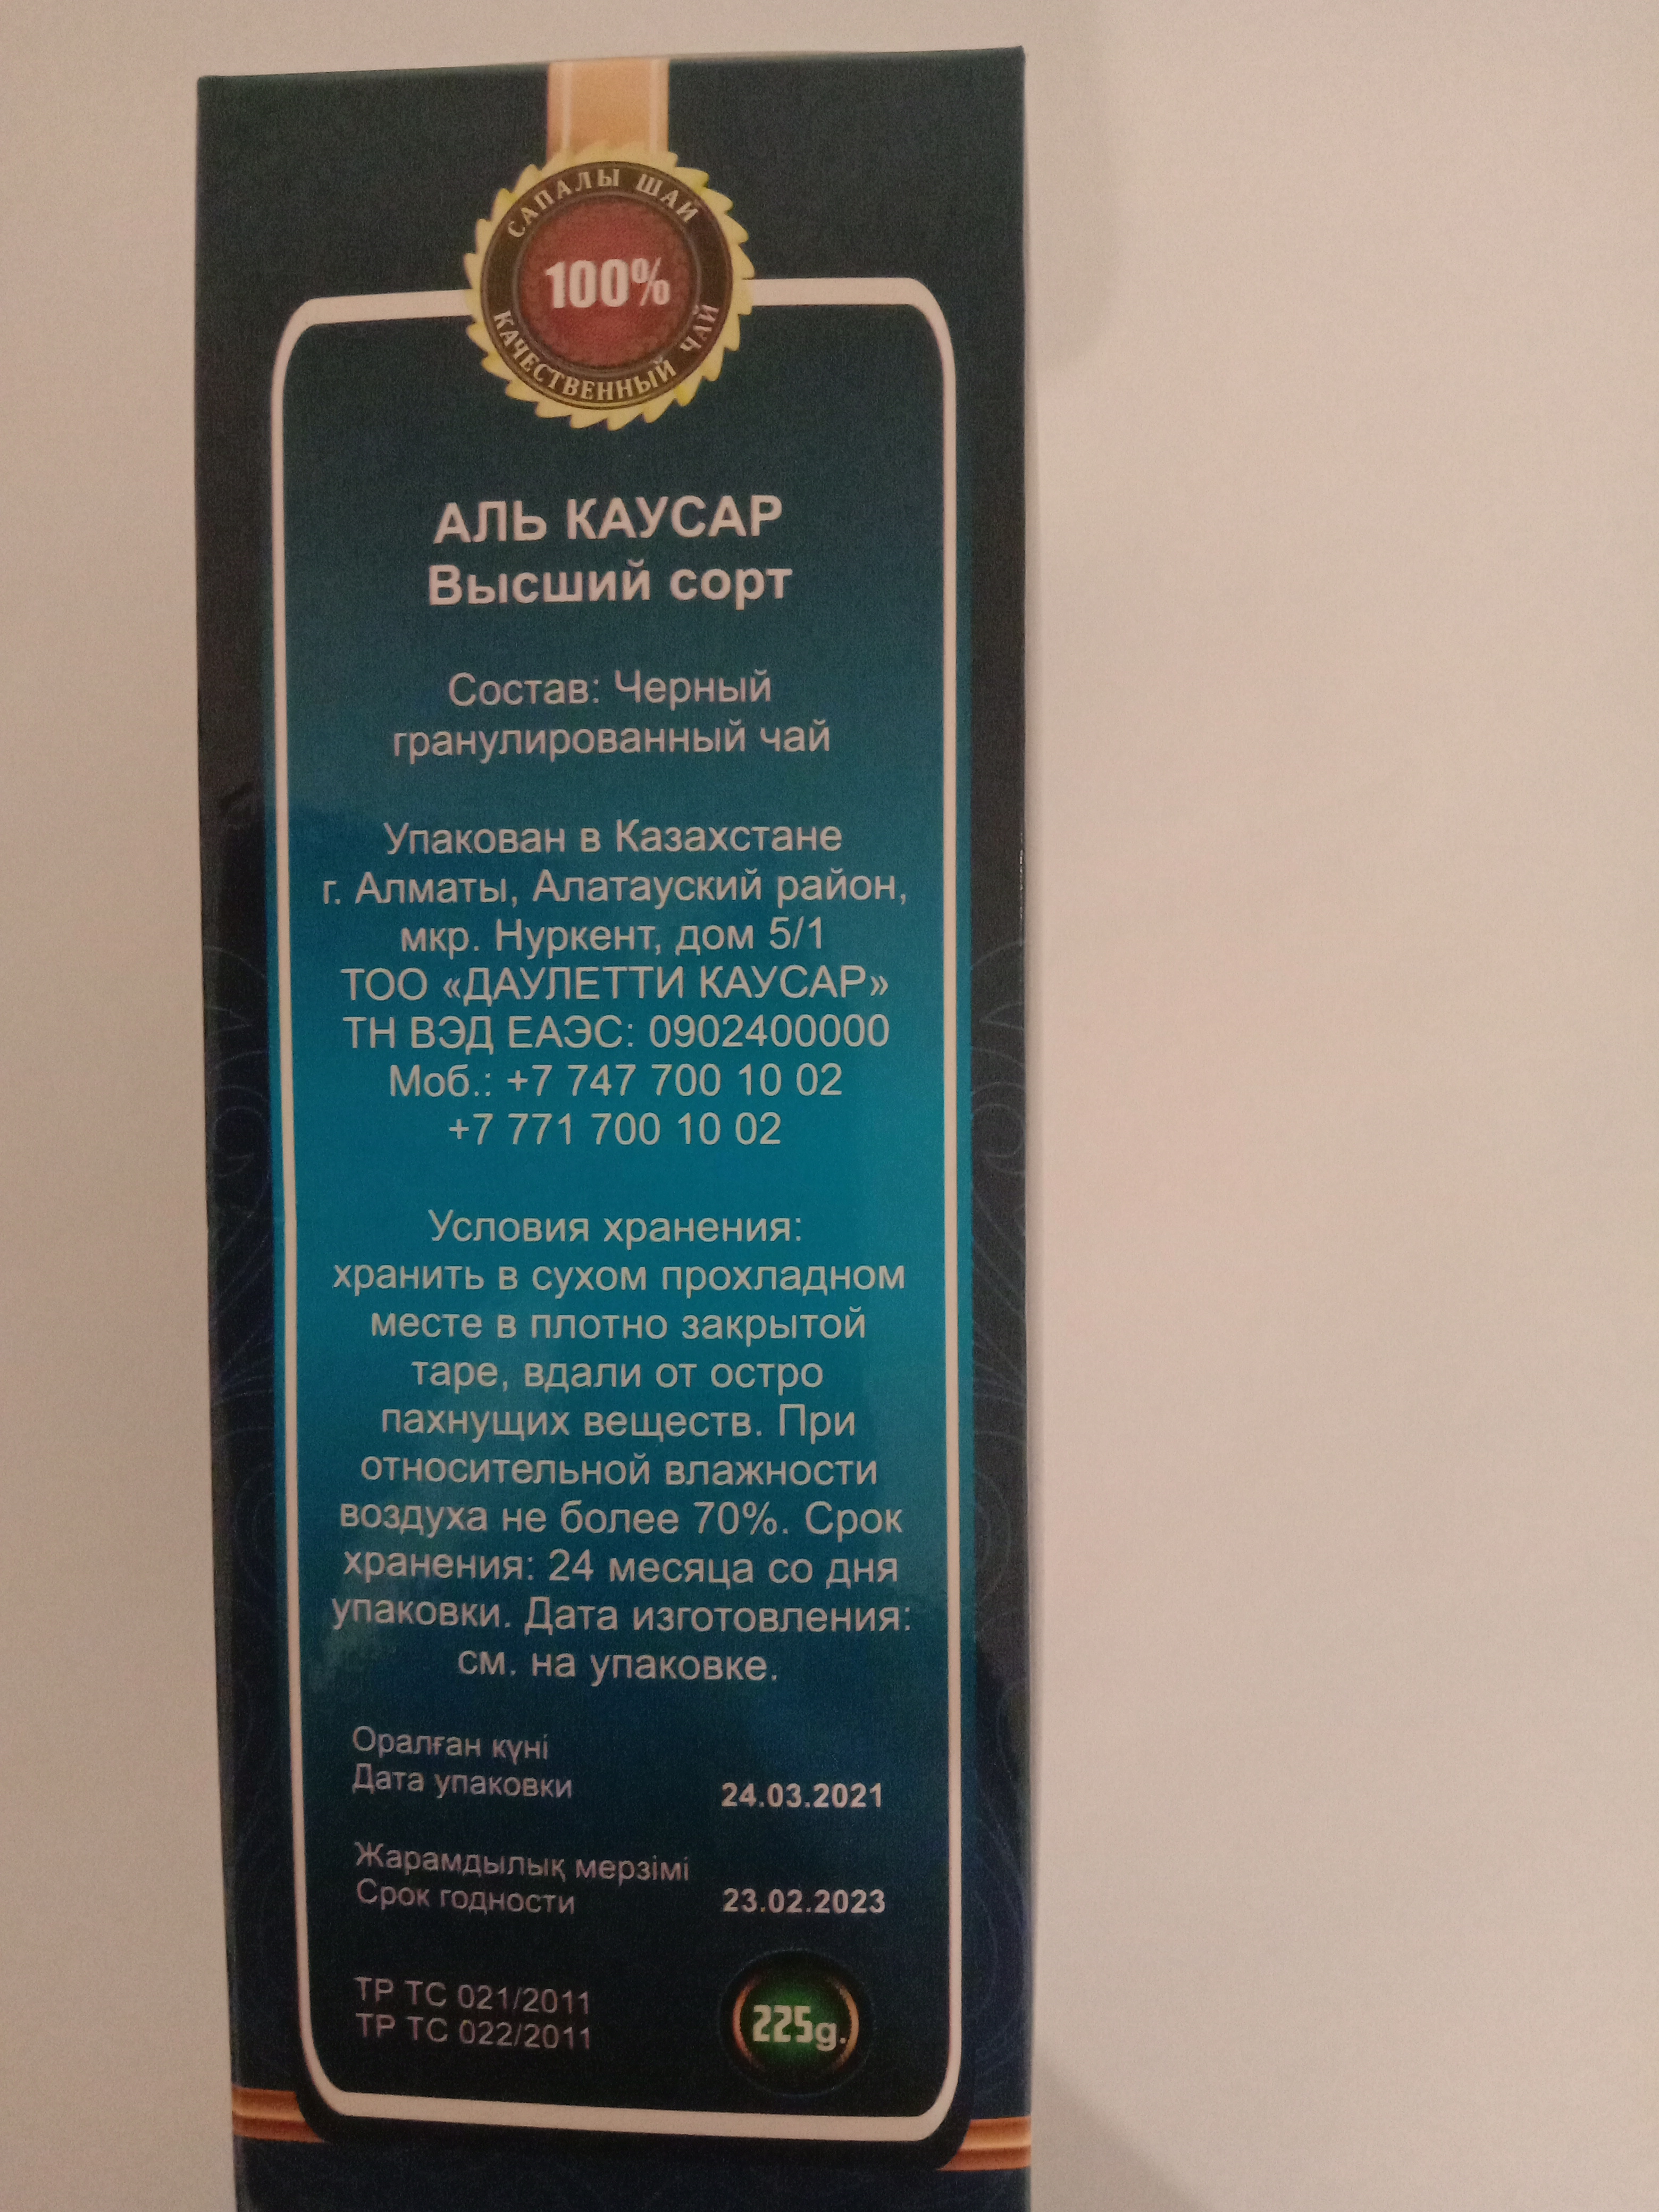 САПАЛЫ ШАЙ
100%
КАЧЕСТВЕННЫЙ ЧАЙ
АЛЬ КАУСАР
Высший сорт
Состав: Черный
гранулированный чай
Упакован в Казахстане
г. Алматы, Алатауский район,
мкр. Нуркент, дом 5/1
ТОО «ДАУЛЕТТИ КАУСАР»
ТН ВЭД ЕАЭС: 0902400000
Моб.: +7 747 700 10 02
+7 771 700 10 02
Условия хранения:
хранить в сухом прохладном
месте в плотно закрытой
таре, вдали от остро
пахнущих веществ. При
относительной влажности
воздуха не более 70%. Срок
хранения: 24 месяца со дня
упаковки. Дата изготовления:
см. на упаковке.
Оралған күні
Дата упаковки 24.03.2021
Жарамдылық мерзімі
Срок годности 23.02.2023
ТР ТС 021/2011
ТР ТС 022/2011
225g.